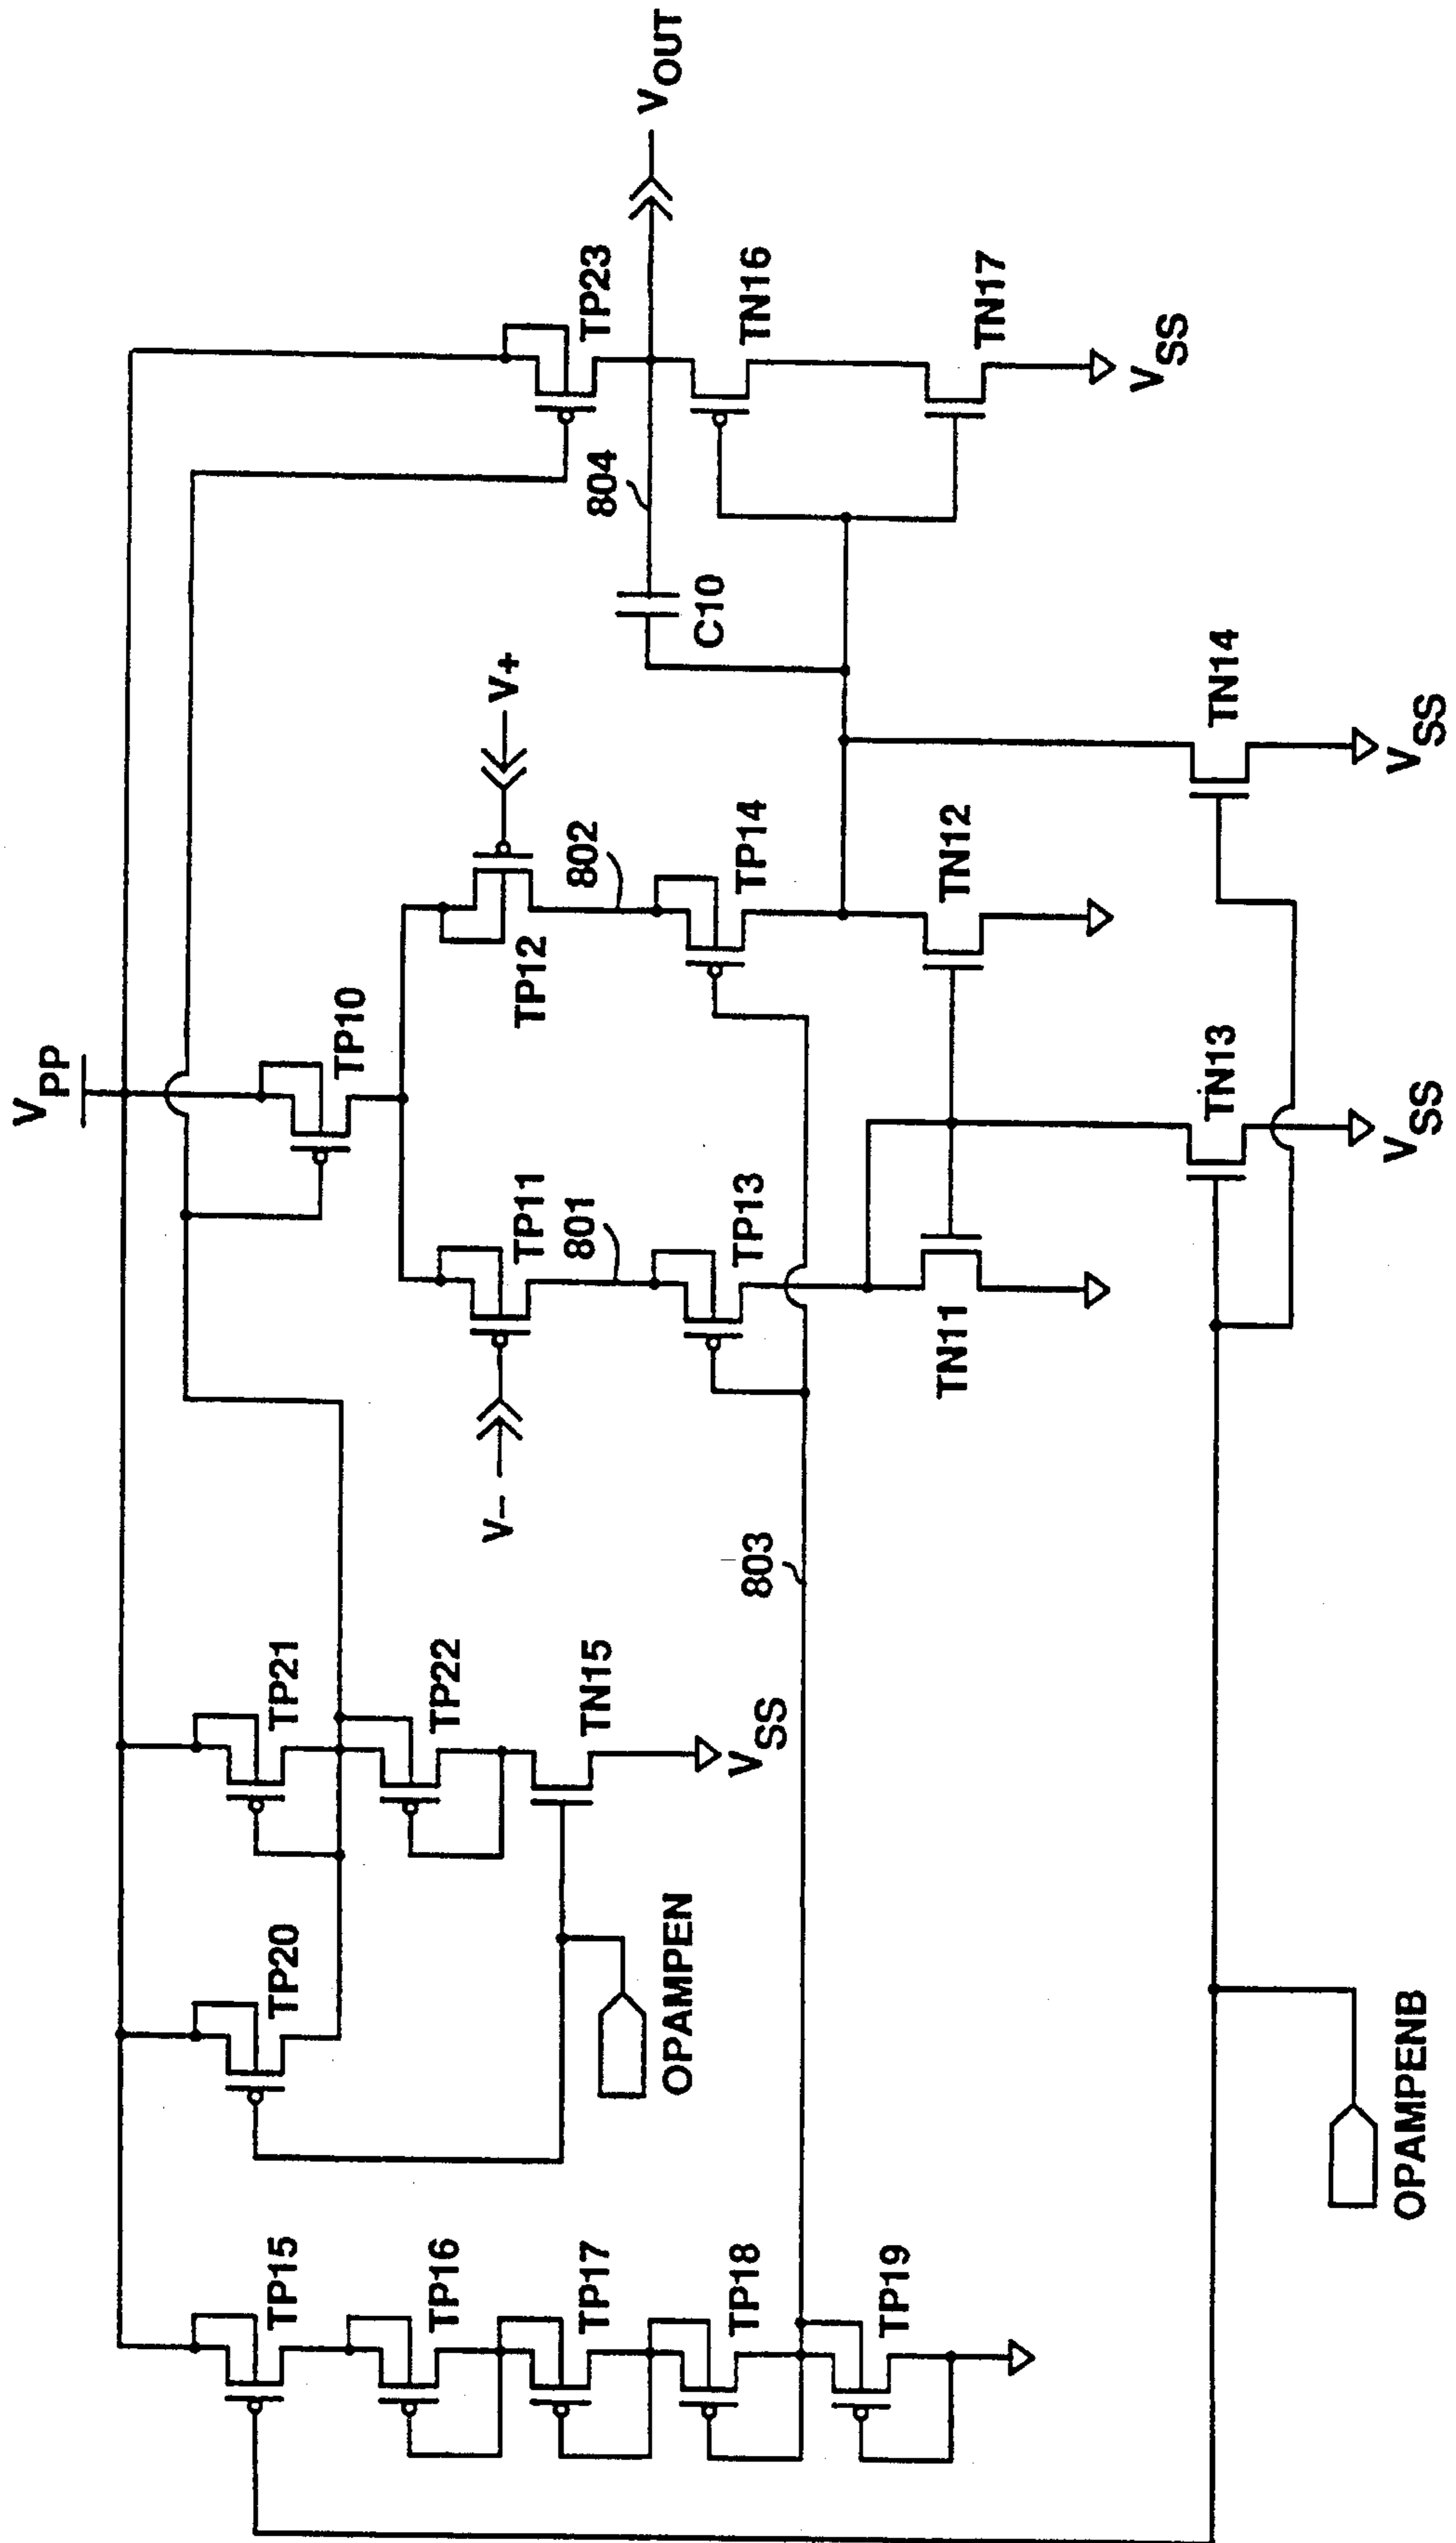 VPP
TP15
TP16
TP17
TP18
TP19
TP20
TP21
TP22
TN15
VSS
OPAMPEN
OPAMPENB
803
TP10
V–
TP11
801
TP13
TN11
TP12
V+
802
TP14
TN12
TN13
VSS
TN14
VSS
C10
804
TP23
VOUT
TN16
TN17
VSS